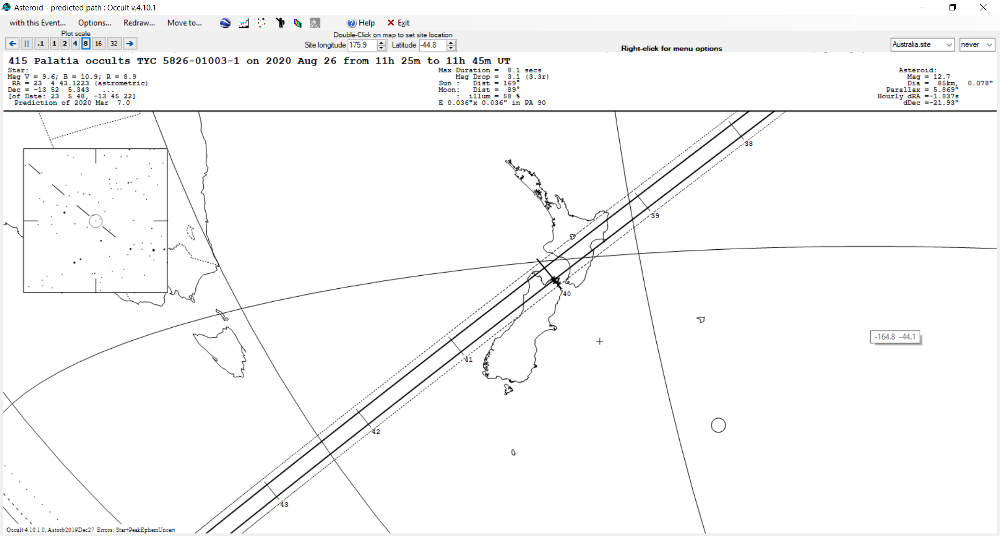 Asteroid - predicted path : Occult v.4.10.1
with this Event... Options... Redraw... Move to... Help Exit
Plot scale
.1 1 2 4 8 16 32
Double-Click on map to set site location
Site longitude 175.9 Latitude -44.8
Right-click for menu options
Australia.site never
415 Palatia occults TYC 5826-01003-1 on 2020 Aug 26 from 11h 25m to 11h 45m UT
Star:
Mag V = 9.6; B = 10.9; R = 8.9
RA = 23 4 43.1223 (astrometric)
Dec = -13 52 5.343 ...
[of Date: 23 5 48, -13 45 22]
Prediction of 2020 Mar 7.0
Max Duration = 8.1 secs
Mag Drop = 3.1 (3.3r)
Sun : Dist = 169°
Moon: Dist = 89°
: illum = 58 %
E 0.036"x 0.036" in PA 90
Asteroid:
Mag = 12.7
Dia = 85km, 0.078"
Parallax = 5.869"
Hourly dRA =-1.837s
dDec =-21.93"
38
39
40
-164.8 -44.1
41
42
43
Occult 4.10.1.0, Astorb2019Dec27 Errors: Star+PeakEphemUncert